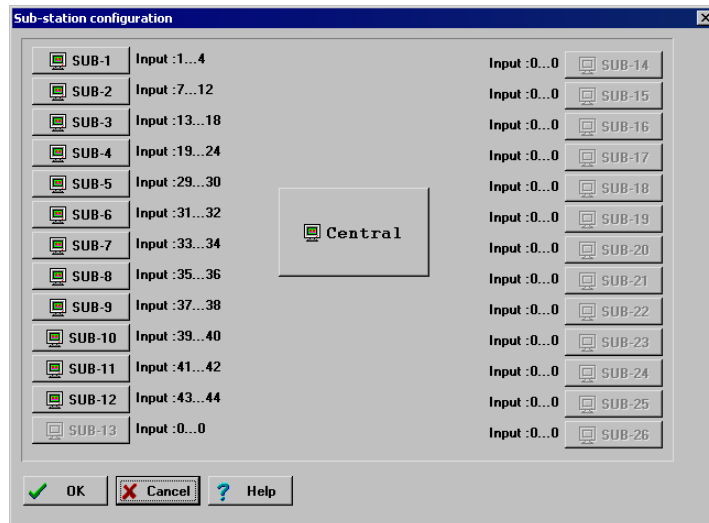 Sub-station configuration
SUB-1 Input :1...4
SUB-2 Input :7...12
SUB-3 Input :13...18
SUB-4 Input :19...24
SUB-5 Input :29...30
SUB-6 Input :31...32
SUB-7 Input :33...34
SUB-8 Input :35...36
SUB-9 Input :37...38
SUB-10 Input :39...40
SUB-11 Input :41...42
SUB-12 Input :43...44
SUB-13 Input :0...0
Central
Input :0...0 SUB-14
Input :0...0 SUB-15
Input :0...0 SUB-16
Input :0...0 SUB-17
Input :0...0 SUB-18
Input :0...0 SUB-19
Input :0...0 SUB-20
Input :0...0 SUB-21
Input :0...0 SUB-22
Input :0...0 SUB-23
Input :0...0 SUB-24
Input :0...0 SUB-25
Input :0...0 SUB-26
OK Cancel Help